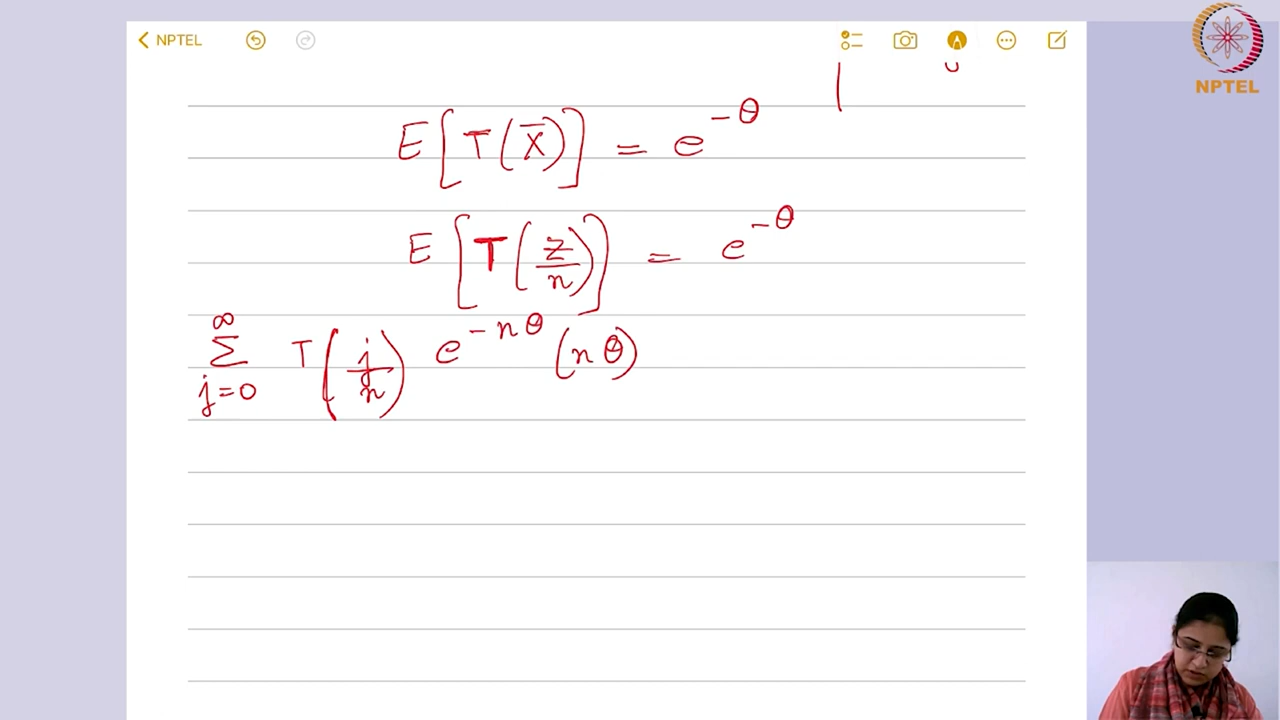 NPTEL
NPTEL
E[T(X̄)] = e^{-θ}
E[T(z/n)] = e^{-θ}
∑_{j=0}^{∞} T(j/n) e^{-nθ} (nθ)